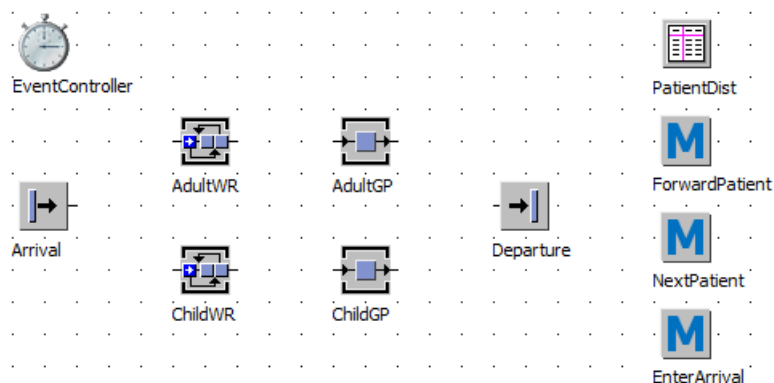 EventController
PatientDist
AdultWR
AdultGP
M
ForwardPatient
Arrival
Departure
M
NextPatient
ChildWR
ChildGP
M
EnterArrival